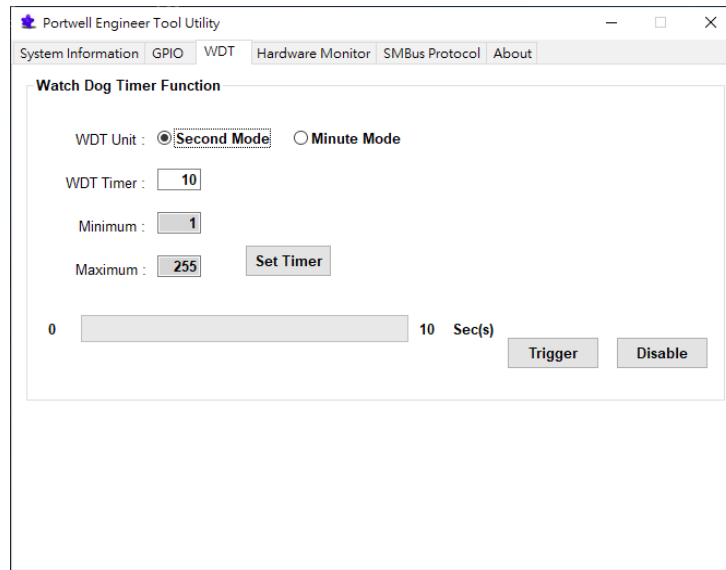 Portwell Engineer Tool Utility
System Information GPIO WDT Hardware Monitor SMBus Protocol About
Watch Dog Timer Function
WDT Unit : Second Mode Minute Mode
WDT Timer : 10
Minimum : 1
Maximum : 255 Set Timer
0 10 Sec(s)
Trigger Disable